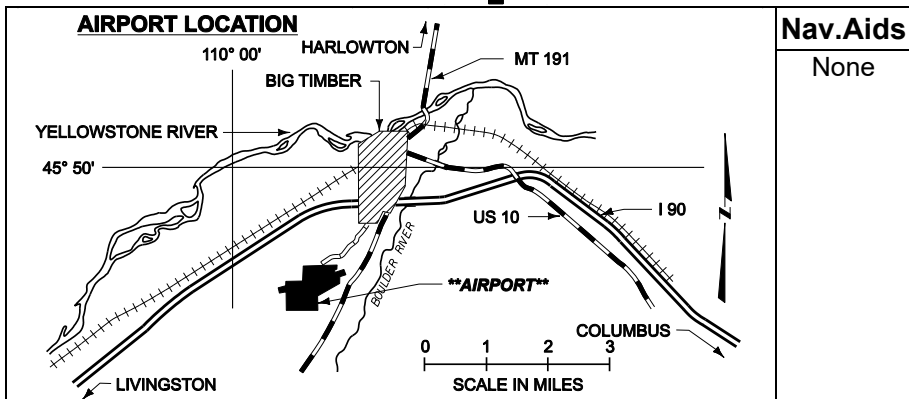 AIRPORT LOCATION
Nav.Aids
None
110° 00'
HARLOWTON
MT 191
BIG TIMBER
YELLOWSTONE RIVER
45° 50'
I 90
US 10
N
BOULDER RIVER
**AIRPORT**
COLUMBUS
0 1 2 3
SCALE IN MILES
LIVINGSTON